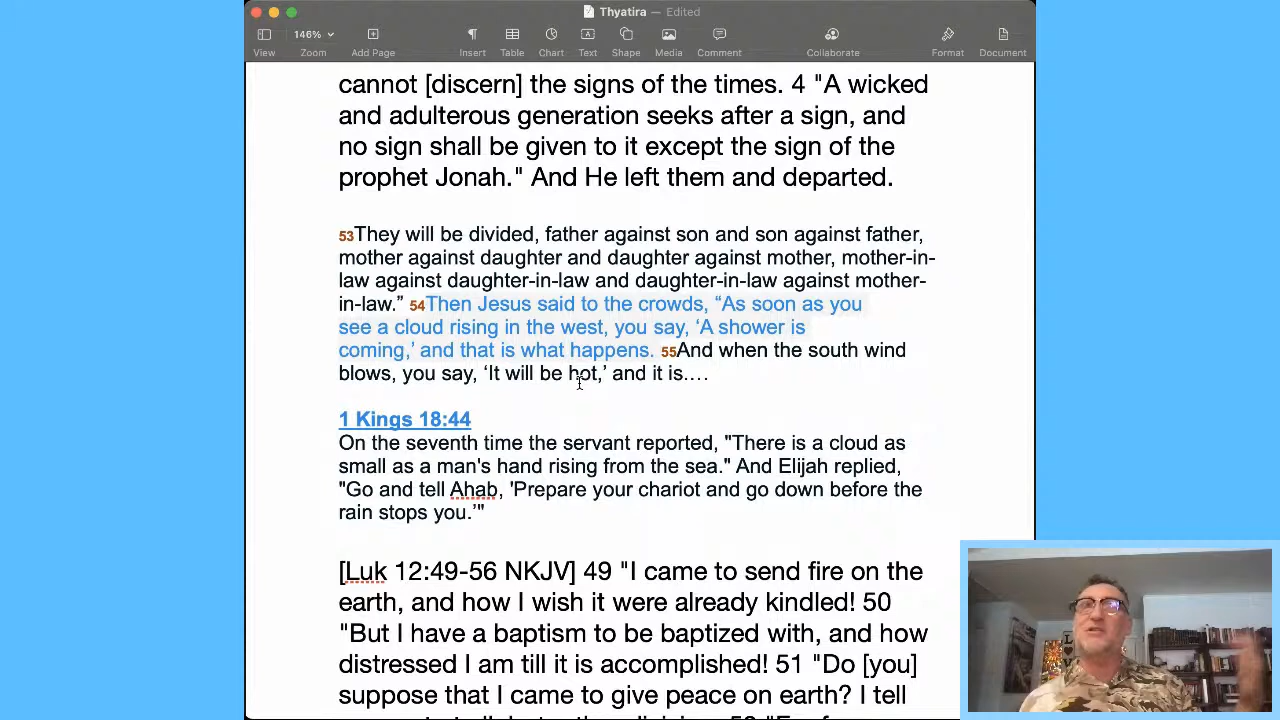 Thyatira — Edited
146%
View
Zoom
Add Page
Insert
Table
Chart
Text
Shape
Media
Comment
Collaborate
Format
Document
cannot [discern] the signs of the times. 4 "A wicked
and adulterous generation seeks after a sign, and
no sign shall be given to it except the sign of the
prophet Jonah." And He left them and departed.
53They will be divided, father against son and son against father,
mother against daughter and daughter against mother, mother-in-
law against daughter-in-law and daughter-in-law against mother-
in-law.” 54Then Jesus said to the crowds, “As soon as you
see a cloud rising in the west, you say, ‘A shower is
coming,’ and that is what happens. 55And when the south wind
blows, you say, ‘It will be hot,’ and it is.…
1 Kings 18:44
On the seventh time the servant reported, "There is a cloud as
small as a man's hand rising from the sea." And Elijah replied,
"Go and tell Ahab, 'Prepare your chariot and go down before the
rain stops you.'"
[Luk 12:49-56 NKJV] 49 "I came to send fire on the
earth, and how I wish it were already kindled! 50
"But I have a baptism to be baptized with, and how
distressed I am till it is accomplished! 51 "Do [you]
suppose that I came to give peace on earth? I tell